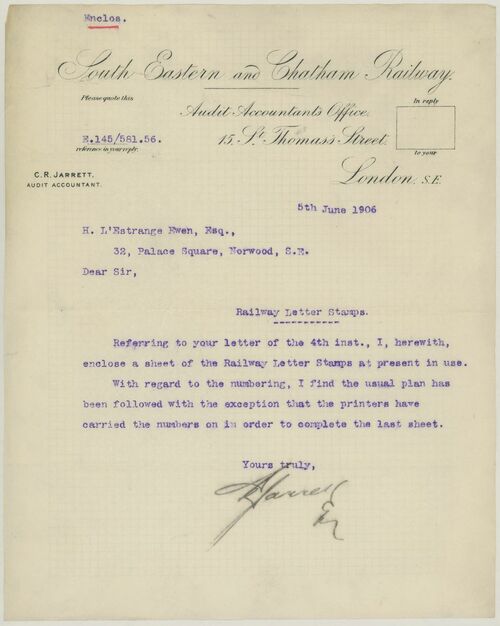 Enclos.
South Eastern and Chatham Railway.
Please quote this
Audit Accountants Office.
In reply
E.145/581.56.
reference in your reply.
15, St. Thomas's Street.
to your
C. R. JARRETT.
AUDIT ACCOUNTANT.
London, S.E.
5th June 1906
H. L'Estrange Ewen, Esq.,
32, Palace Square, Norwood, S.E.
Dear Sir,
Railway Letter Stamps.
Referring to your letter of the 4th inst., I, herewith,
enclose a sheet of the Railway Letter Stamps at present in use.
With regard to the numbering, I find the usual plan has
been followed with the exception that the printers have
carried the numbers on in order to complete the last sheet.
Yours truly,
Jarrett